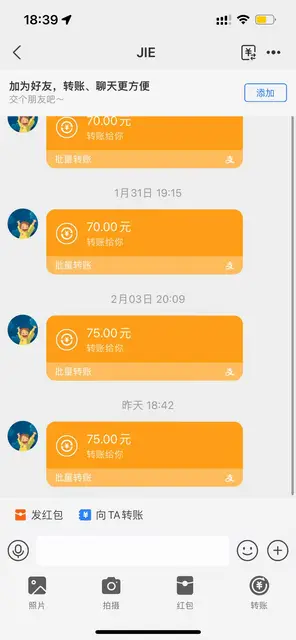 18:39
JIE
加为好友，转账、聊天更方便
交个朋友吧～
添加
70.00元
转账给你
批量转账
1月31日 19:15
70.00元
转账给你
批量转账
2月03日 20:09
75.00元
转账给你
批量转账
昨天 18:42
75.00元
转账给你
批量转账
发红包
向TA转账
照片
拍摄
红包
转账